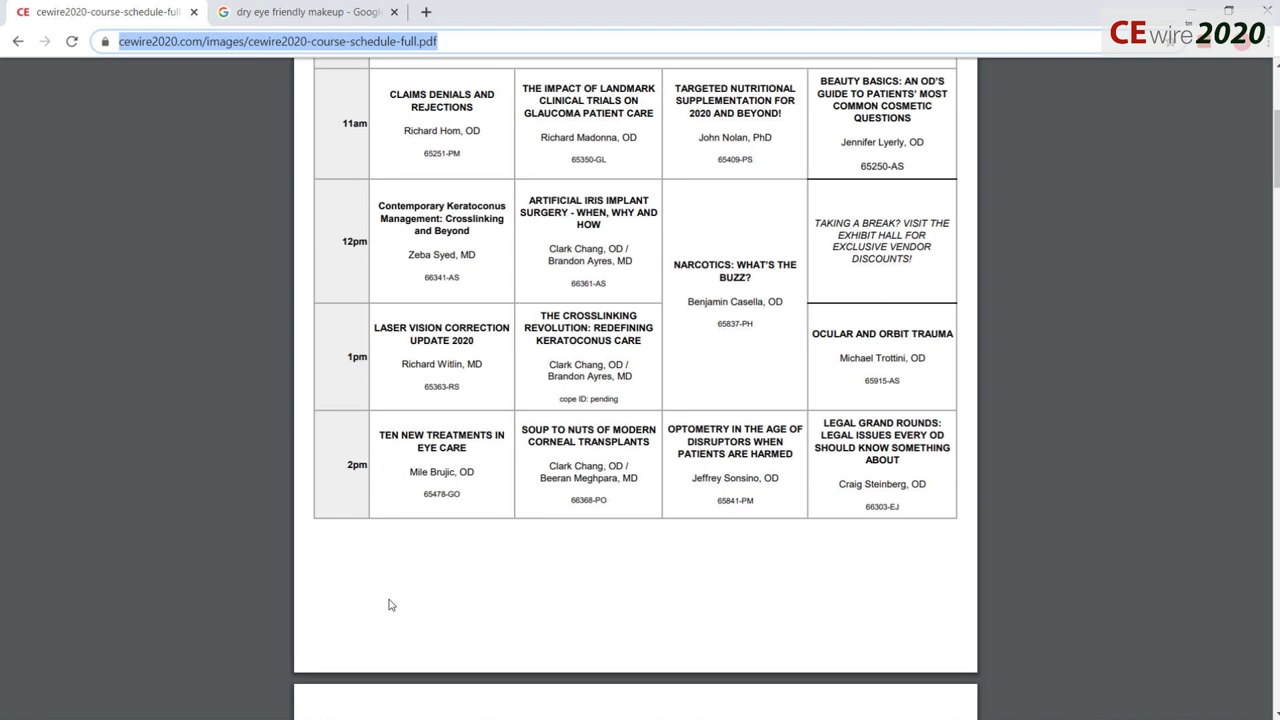 cewire2020-course-schedule-full
dry eye friendly makeup - Google
cewire2020.com/images/cewire2020-course-schedule-full.pdf
CEwire™2020
11am
CLAIMS DENIALS AND
REJECTIONS
Richard Hom, OD
65251-PM
THE IMPACT OF LANDMARK
CLINICAL TRIALS ON
GLAUCOMA PATIENT CARE
Richard Madonna, OD
65350-GL
TARGETED NUTRITIONAL
SUPPLEMENTATION FOR
2020 AND BEYOND!
John Nolan, PhD
65409-PS
BEAUTY BASICS: AN OD'S
GUIDE TO PATIENTS' MOST
COMMON COSMETIC
QUESTIONS
Jennifer Lyerly, OD
65250-AS
12pm
Contemporary Keratoconus
Management: Crosslinking
and Beyond
Zeba Syed, MD
66341-AS
ARTIFICIAL IRIS IMPLANT
SURGERY - WHEN, WHY AND
HOW
Clark Chang, OD /
Brandon Ayres, MD
66361-AS
NARCOTICS: WHAT'S THE
BUZZ?
Benjamin Casella, OD
65837-PH
TAKING A BREAK? VISIT THE
EXHIBIT HALL FOR
EXCLUSIVE VENDOR
DISCOUNTS!
1pm
LASER VISION CORRECTION
UPDATE 2020
Richard Witlin, MD
65363-RS
THE CROSSLINKING
REVOLUTION: REDEFINING
KERATOCONUS CARE
Clark Chang, OD /
Brandon Ayres, MD
cope ID: pending
OCULAR AND ORBIT TRAUMA
Michael Trottini, OD
65915-AS
2pm
TEN NEW TREATMENTS IN
EYE CARE
Mile Brujic, OD
65478-GO
SOUP TO NUTS OF MODERN
CORNEAL TRANSPLANTS
Clark Chang, OD /
Beeran Meghpara, MD
66368-PO
OPTOMETRY IN THE AGE OF
DISRUPTORS WHEN
PATIENTS ARE HARMED
Jeffrey Sonsino, OD
65841-PM
LEGAL GRAND ROUNDS:
LEGAL ISSUES EVERY OD
SHOULD KNOW SOMETHING
ABOUT
Craig Steinberg, OD
66303-EJ